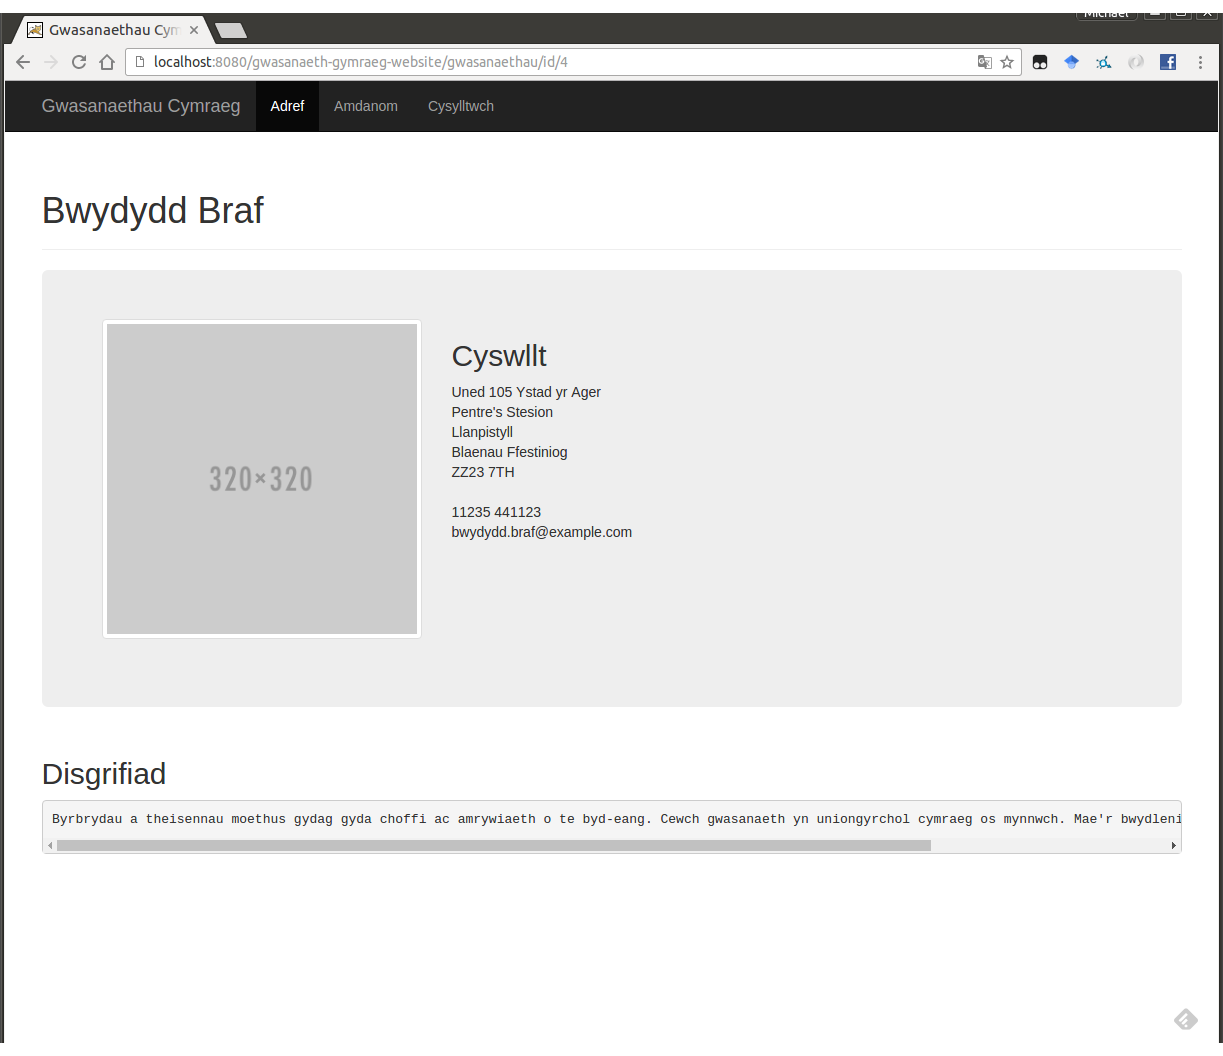 Michael
Gwasanaethau Cym
localhost:8080/gwasanaeth-gymraeg-website/gwasanaethau/id/4
Gwasanaethau Cymraeg Adref Amdanom Cysylltwch
Bwydydd Braf
320×320
Cyswllt
Uned 105 Ystad yr Ager
Pentre's Stesion
Llanpistyll
Blaenau Ffestiniog
ZZ23 7TH
11235 441123
bwydydd.braf@example.com
Disgrifiad
Byrbrydau a theisennau moethus gydag gyda choffi ac amrywiaeth o te byd-eang. Cewch gwasanaeth yn uniongyrchol cymraeg os mynnwch. Mae'r bwydleni